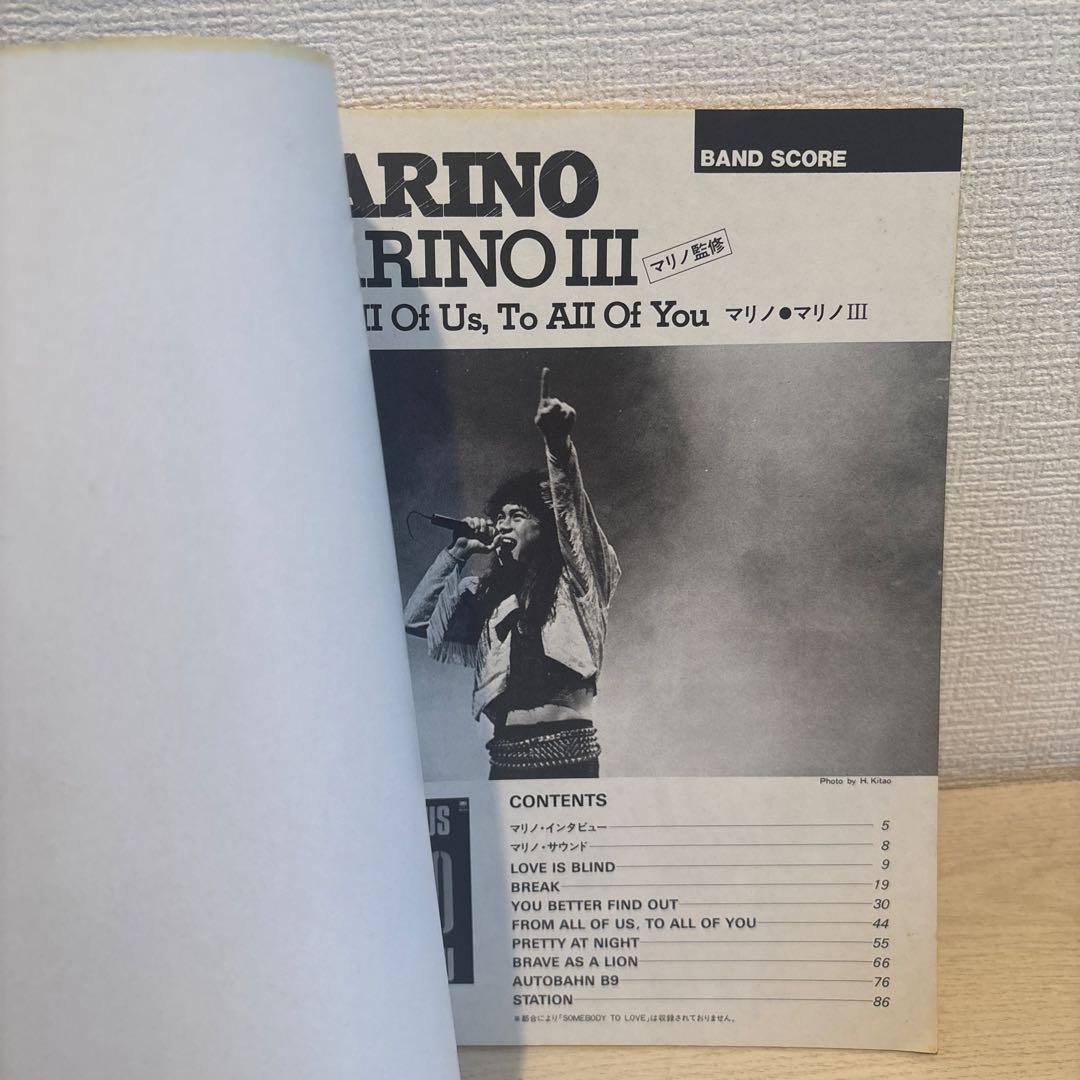 ARINO
BAND SCORE
ARINO III
マリノ監修
ll Of Us, To All Of You マリノ●マリノIII
Photo by H. Kitao
US
O
U
CONTENTS
マリノ・インタビュー 5
マリノ・サウンド 8
LOVE IS BLIND 9
BREAK 19
YOU BETTER FIND OUT 30
FROM ALL OF US, TO ALL OF YOU 44
PRETTY AT NIGHT 55
BRAVE AS A LION 66
AUTOBAHN B9 76
STATION 86
※都合により「SOMEBODY TO LOVE」は収録されておりません。